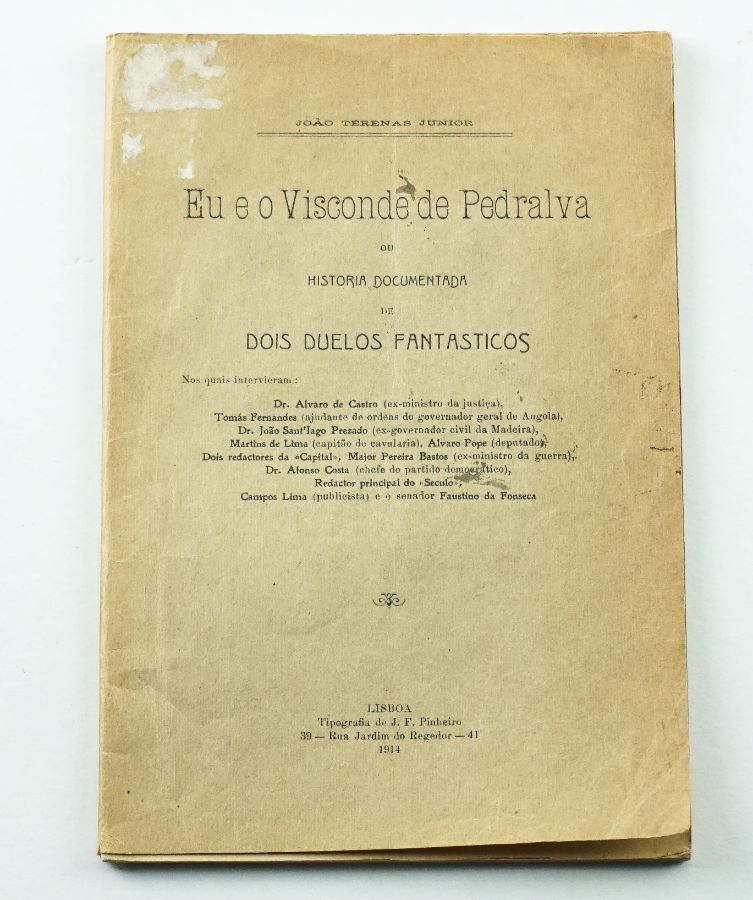 JOÃO TERENAS JUNIOR
Eu e o Visconde de Pedralva
OU
HISTORIA DOCUMENTADA
DE
DOIS DUELOS FANTASTICOS
Nos quais intervieram :
Dr. Alvaro de Castro (ex-ministro da justiça),
Tomás Fernandes (ajudante de ordens do governador geral de Angola),
Dr. João Sant'Iago Prezado (ex-governador civil da Madeira),
Martins de Lima (capitão de cavalaria), Alvaro Pope (deputado),
Dois redactores da «Capital», Major Pereira Bastos (ex-ministro da guerra),
Dr. Afonso Costa (chefe do partido democratico),
Redactor principal do «Seculo»,
Campos Lima (publicista) e o senador Faustino da Fonseca
LISBOA
Tipografia de J. F. Pinheiro
39 — Rua Jardim do Regedor — 41
1914